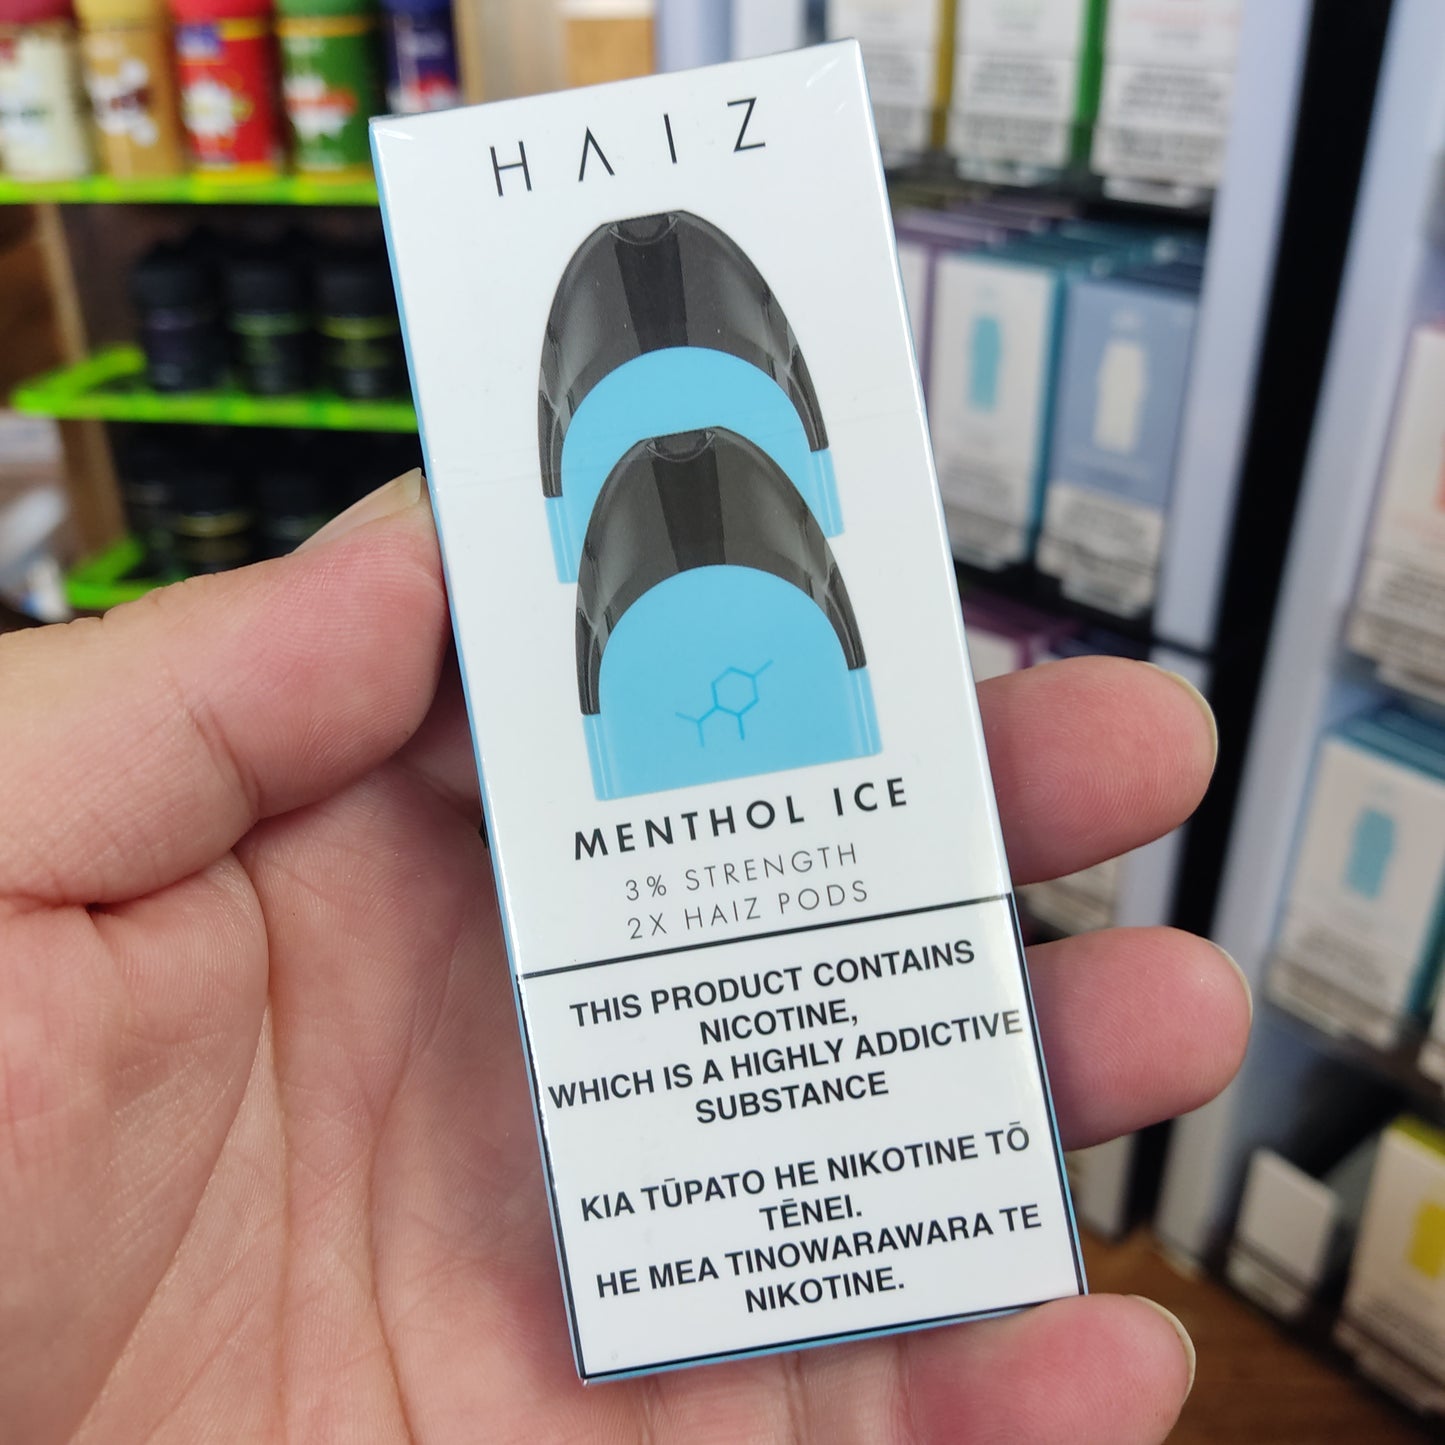 HAIZ
MENTHOL ICE
3% STRENGTH
2X HAIZ PODS
THIS PRODUCT CONTAINS
NICOTINE,
WHICH IS A HIGHLY ADDICTIVE
SUBSTANCE
KIA TŪPATO HE NIKOTINE TŌ
TĒNEI.
HE MEA TINOWARAWARA TE
NIKOTINE.